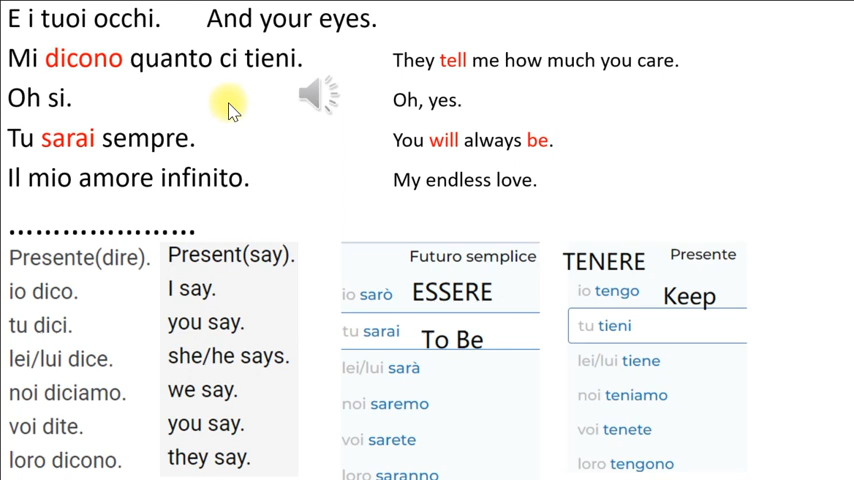 E i tuoi occhi. And your eyes.
Mi dicono quanto ci tieni. They tell me how much you care.
Oh si. Oh, yes.
Tu sarai sempre. You will always be.
Il mio amore infinito. My endless love.
.....................
Presente(dire).
io dico.
tu dici.
lei/lui dice.
noi diciamo.
voi dite.
loro dicono.
Present(say).
I say.
you say.
she/he says.
we say.
you say.
they say.
Futuro semplice
io sarò ESSERE
tu sarai To Be
lei/lui sarà
noi saremo
voi sarete
loro saranno
TENERE Presente
io tengo Keep
tu tieni
lei/lui tiene
noi teniamo
voi tenete
loro tengono